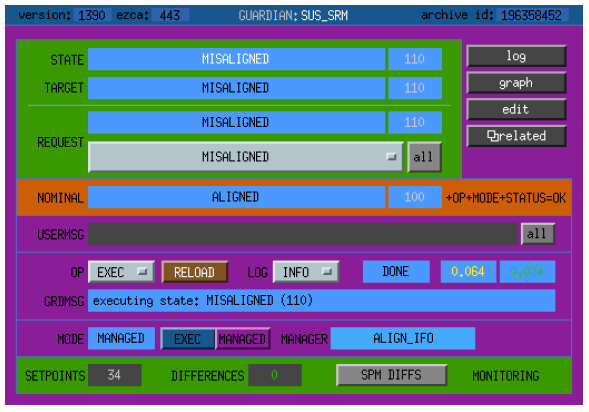 version: 1390 ezca: 443 GUARDIAN: SUS_SRM archive id: 196358452
STATE MISALIGNED 110 log
TARGET MISALIGNED 110 graph
edit
REQUEST MISALIGNED 110
related
MISALIGNED all
NOMINAL ALIGNED 100 +OP+MODE+STATUS=OK
USERMSG all
OP EXEC RELOAD LOG INFO DONE 0.064 0.074
GRDMSG executing state: MISALIGNED (110)
MODE MANAGED EXEC MANAGED MANAGER ALIGN_IFO
SETPOINTS 34 DIFFERENCES 0 SPM DIFFS MONITORING